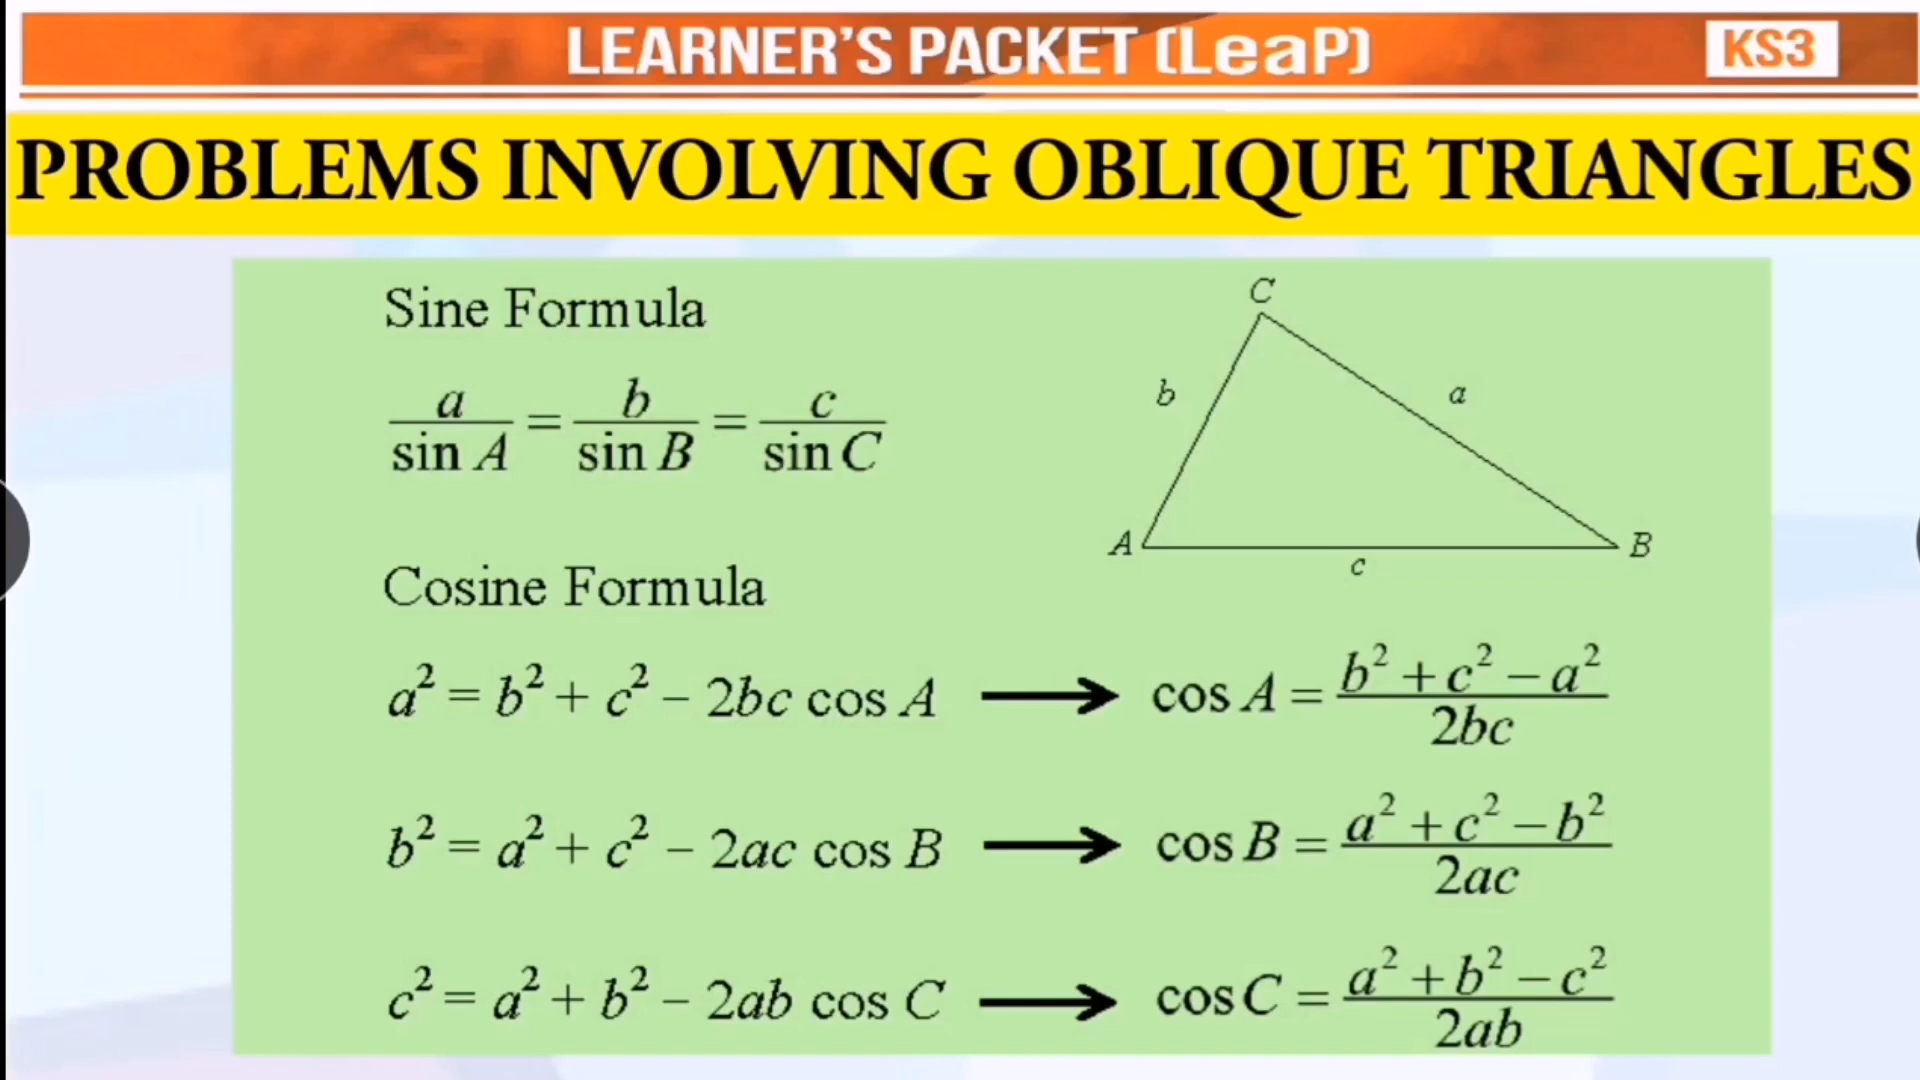 LEARNER'S PACKET (LeaP)
KS3
PROBLEMS INVOLVING OBLIQUE TRIANGLES
Sine Formula
a/sin A = b/sin B = c/sin C
C
b
a
A
B
c
Cosine Formula
a² = b² + c² − 2bc cos A ⟶ cos A = (b² + c² − a²)/2bc
b² = a² + c² − 2ac cos B ⟶ cos B = (a² + c² − b²)/2ac
c² = a² + b² − 2ab cos C ⟶ cos C = (a² + b² − c²)/2ab